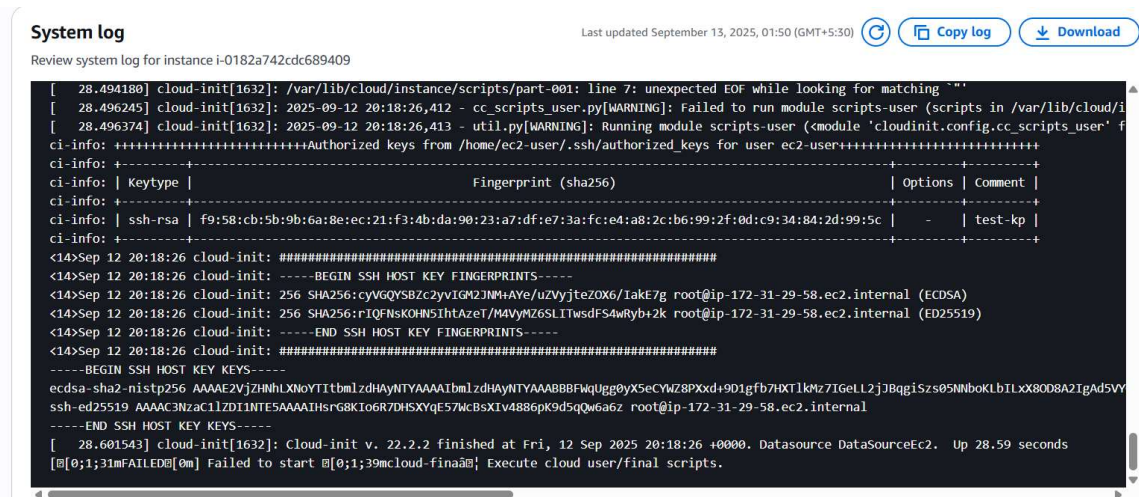 System log
Last updated September 13, 2025, 01:50 (GMT+5:30)
Copy log
Download
Review system log for instance i-0182a742cdc689409
[   28.494180] cloud-init[1632]: /var/lib/cloud/instance/scripts/part-001: line 7: unexpected EOF while looking for matching `"'
[   28.496245] cloud-init[1632]: 2025-09-12 20:18:26,412 - cc_scripts_user.py[WARNING]: Failed to run module scripts-user (scripts in /var/lib/cloud/i
[   28.496374] cloud-init[1632]: 2025-09-12 20:18:26,413 - util.py[WARNING]: Running module scripts-user (<module 'cloudinit.config.cc_scripts_user' f
ci-info: +++++++++++++++++++++++++++Authorized keys from /home/ec2-user/.ssh/authorized_keys for user ec2-user++++++++++++++++++++++++++++
ci-info: +---------+-------------------------------------------------------------------------------------------------+---------+---------+
ci-info: | Keytype |                                       Fingerprint (sha256)                                      | Options | Comment |
ci-info: +---------+-------------------------------------------------------------------------------------------------+---------+---------+
ci-info: | ssh-rsa | f9:58:cb:5b:9b:6a:8e:ec:21:f3:4b:da:90:23:a7:df:e7:3a:fc:e4:a8:2c:b6:99:2f:0d:c9:34:84:2d:99:5c |    -    | test-kp |
ci-info: +---------+-------------------------------------------------------------------------------------------------+---------+---------+
<14>Sep 12 20:18:26 cloud-init: #############################################################
<14>Sep 12 20:18:26 cloud-init: -----BEGIN SSH HOST KEY FINGERPRINTS-----
<14>Sep 12 20:18:26 cloud-init: 256 SHA256:cyVGQYSBZc2yvIGM2JNM+AYe/uZVyjteZOX6/IakE7g root@ip-172-31-29-58.ec2.internal (ECDSA)
<14>Sep 12 20:18:26 cloud-init: 256 SHA256:rIQFNsKOHN5IhtAzeT/M4VyMZ6SLITwsdFS4wRyb+2k root@ip-172-31-29-58.ec2.internal (ED25519)
<14>Sep 12 20:18:26 cloud-init: -----END SSH HOST KEY FINGERPRINTS-----
<14>Sep 12 20:18:26 cloud-init: #############################################################
-----BEGIN SSH HOST KEY KEYS-----
ecdsa-sha2-nistp256 AAAAE2VjZHNhLXNoYTItbmlzdHAyNTYAAAAIbmlzdHAyNTYAAABBBFWqUgg0yX5eCYWZ8PXxd+9D1gfb7HXTlkMz7IGeLL2jJBqgiSzs05NNboKLbILxX8OD8A2IgAd5VY
ssh-ed25519 AAAAC3NzaC1lZDI1NTE5AAAAIHsrG8KIo6R7DHSXYqE57WcBsXIv4886pK9d5qQw6a6z root@ip-172-31-29-58.ec2.internal
-----END SSH HOST KEY KEYS-----
[   28.601543] cloud-init[1632]: Cloud-init v. 22.2.2 finished at Fri, 12 Sep 2025 20:18:26 +0000. Datasource DataSourceEc2.  Up 28.59 seconds
[[0;1;31mFAILED[0m] Failed to start [0;1;39mcloud-finaâ¦ Execute cloud user/final scripts.